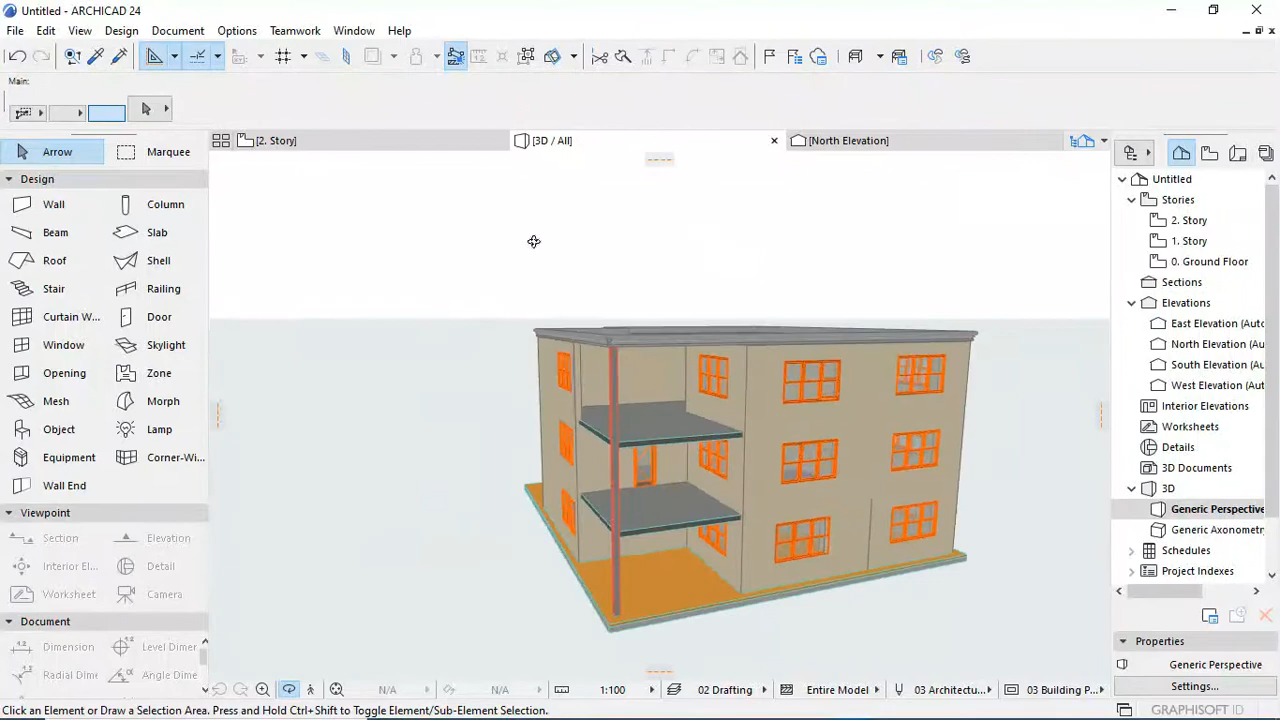 Untitled - ARCHICAD 24
File Edit View Design Document Options Teamwork Window Help
Main:
Arrow Marquee
[2. Story] [3D / All] [North Elevation]
Design
Wall Column
Beam Slab
Roof Shell
Stair Railing
Curtain W... Door
Window Skylight
Opening Zone
Mesh Morph
Object Lamp
Equipment Corner-Wi...
Wall End
Viewpoint
Section Elevation
Interior El... Detail
Worksheet Camera
Document
Dimension Level Dimer
Radial Dime Angle Dime
Untitled
Stories
2. Story
1. Story
0. Ground Floor
Sections
Elevations
East Elevation (Auto
North Elevation (Au
South Elevation (Au
West Elevation (Auto
Interior Elevations
Worksheets
Details
3D Documents
3D
Generic Perspective
Generic Axonometr
Schedules
Project Indexes
Properties
Generic Perspective
Settings...
N/A N/A 1:100 02 Drafting Entire Model 03 Architectu... 03 Building P...
Click an Element or Draw a Selection Area. Press and Hold Ctrl+Shift to Toggle Element/Sub-Element Selection.
GRAPHISOFT ID